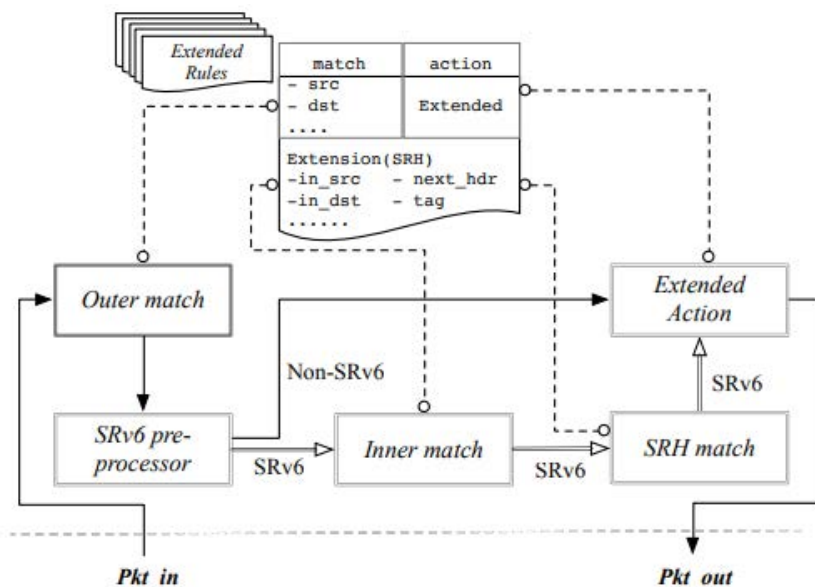 Extended
Rules
match action
- src
- dst Extended
....
Extension(SRH)
-in_src - next_hdr
-in_dst - tag
......
Outer match
Extended
Action
Non-SRv6
SRv6
SRv6 pre-
processor
SRv6
Inner match
SRv6
SRH match
Pkt in
Pkt out